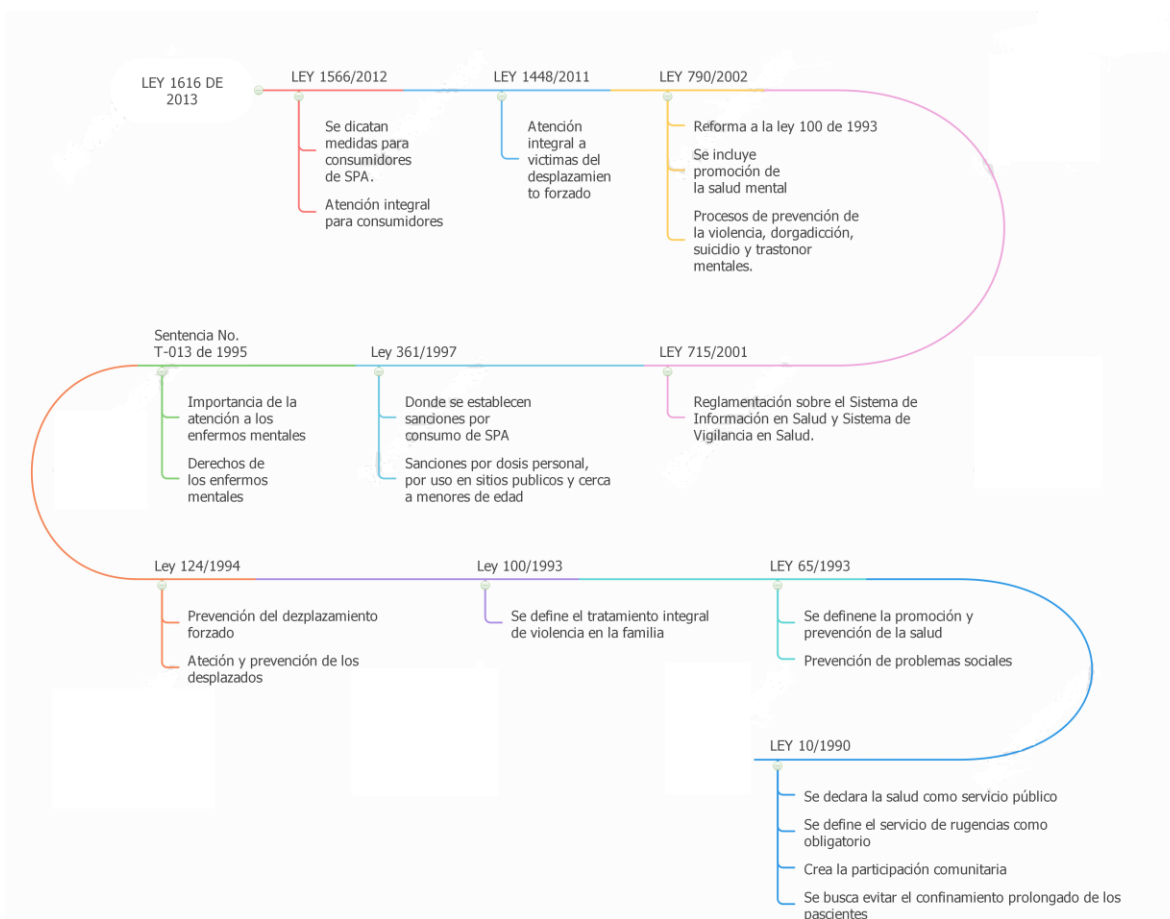 LEY 1616 DE
2013
LEY 1566/2012
Se dicatan
medidas para
consumidores
de SPA.
Atención integral
para consumidores
LEY 1448/2011
Atención
integral a
victimas del
desplazamien
to forzado
LEY 790/2002
Reforma a la ley 100 de 1993
Se incluye
promoción de
la salud mental
Procesos de prevención de
la violencia, dorgadicción,
suicidio y trastonor
mentales.
Sentencia No.
T-013 de 1995
Importancia de la
atención a los
enfermos mentales
Derechos de
los enfermos
mentales
Ley 361/1997
Donde se establecen
sanciones por
consumo de SPA
Sanciones por dosis personal,
por uso en sitios publicos y cerca
a menores de edad
LEY 715/2001
Reglamentación sobre el Sistema de
Información en Salud y Sistema de
Vigilancia en Salud.
Ley 124/1994
Prevención del dezplazamiento
forzado
Ateción y prevención de los
desplazados
Ley 100/1993
Se define el tratamiento integral
de violencia en la familia
LEY 65/1993
Se definene la promoción y
prevención de la salud
Prevención de problemas sociales
LEY 10/1990
Se declara la salud como servicio público
Se define el servicio de rugencias como
obligatorio
Crea la participación comunitaria
Se busca evitar el confinamiento prolongado de los
pascientes